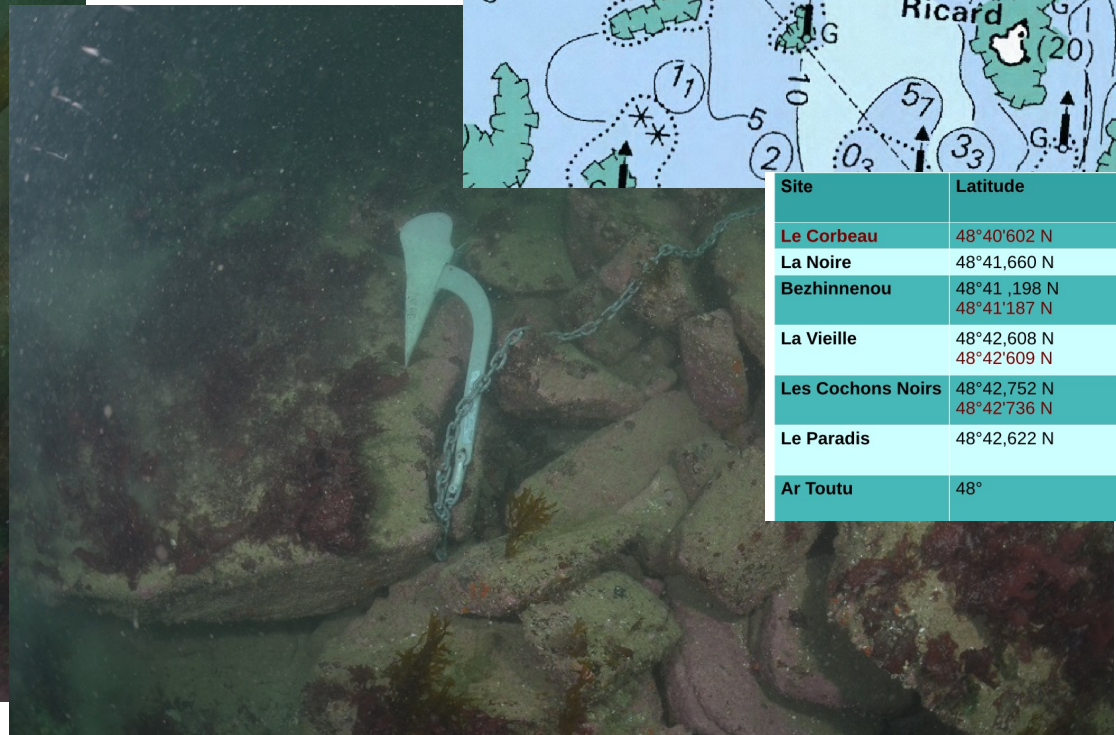 Ricard
G
(20)
G
1₁
10
5₇
5
G
2
0₃
3₃
G
Site Latitude
Le Corbeau 48°40'602 N
La Noire 48°41,660 N
Bezhinnenou 48°41 ,198 N
48°41'187 N
La Vieille 48°42,608 N
48°42'609 N
Les Cochons Noirs 48°42,752 N
48°42'736 N
Le Paradis 48°42,622 N
Ar Toutu 48°